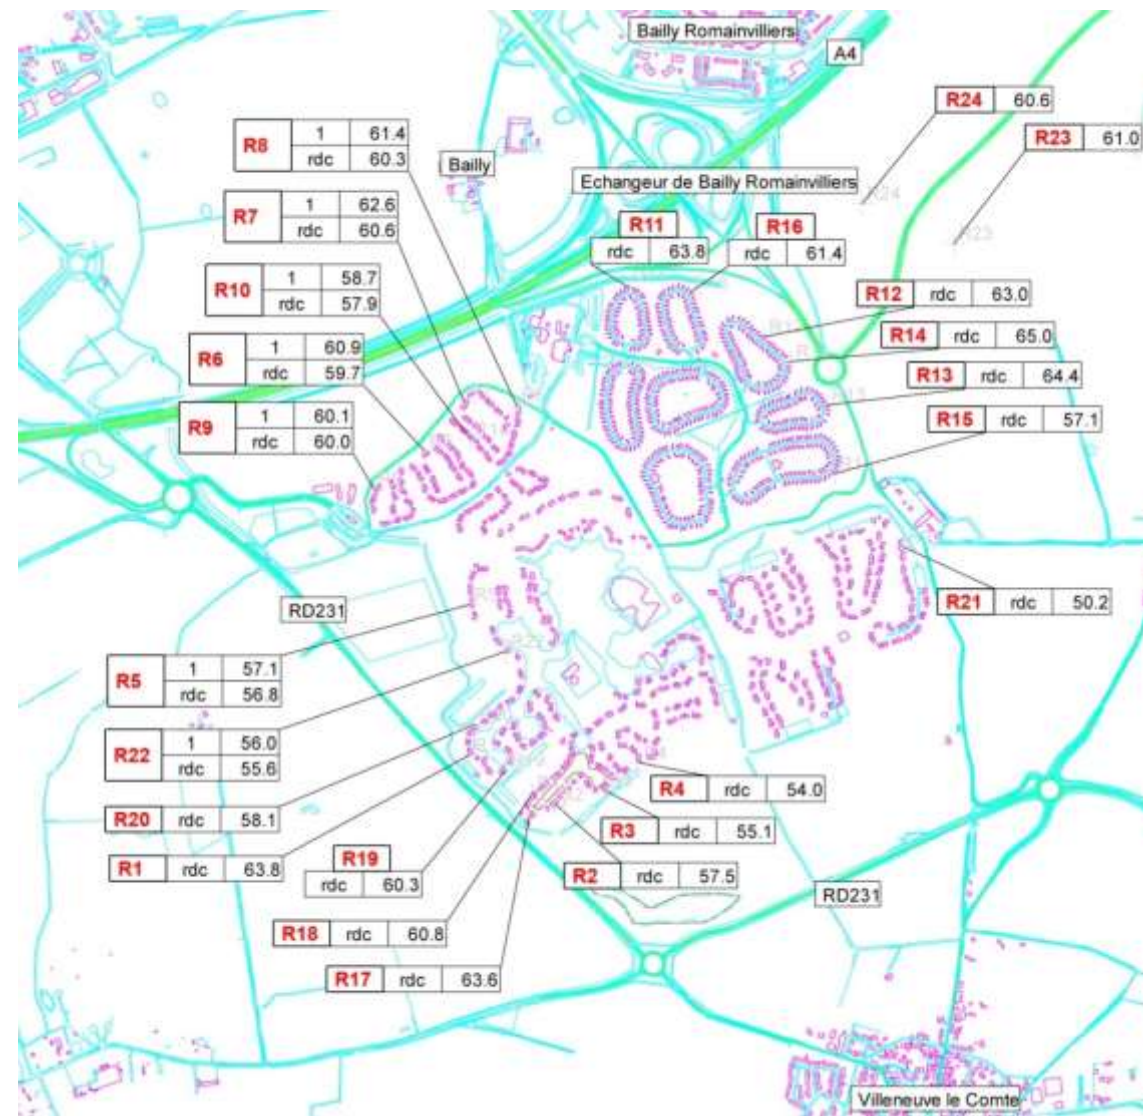 Bailly Romainvilliers
A4
R24 60.6
R23 61.0
R8 1 61.4
rdc 60.3
Bailly
Echangeur de Bailly Romainvilliers
R24
R23
R7 1 62.6
rdc 60.6
R11
rdc 63.8
R16
rdc 61.4
R10 1 58.7
rdc 57.9
R12 rdc 63.0
R14 rdc 65.0
R6 1 60.9
rdc 59.7
R13 rdc 64.4
R9 1 60.1
rdc 60.0
R15 rdc 57.1
RD231
R21 rdc 50.2
R5 1 57.1
rdc 56.8
R22 1 56.0
rdc 55.6
R4 rdc 54.0
R20 rdc 58.1
R3 rdc 55.1
R1 rdc 63.8
R19
rdc 60.3
R2 rdc 57.5
RD231
R18 rdc 60.8
R17 rdc 63.6
Villeneuve le Comte